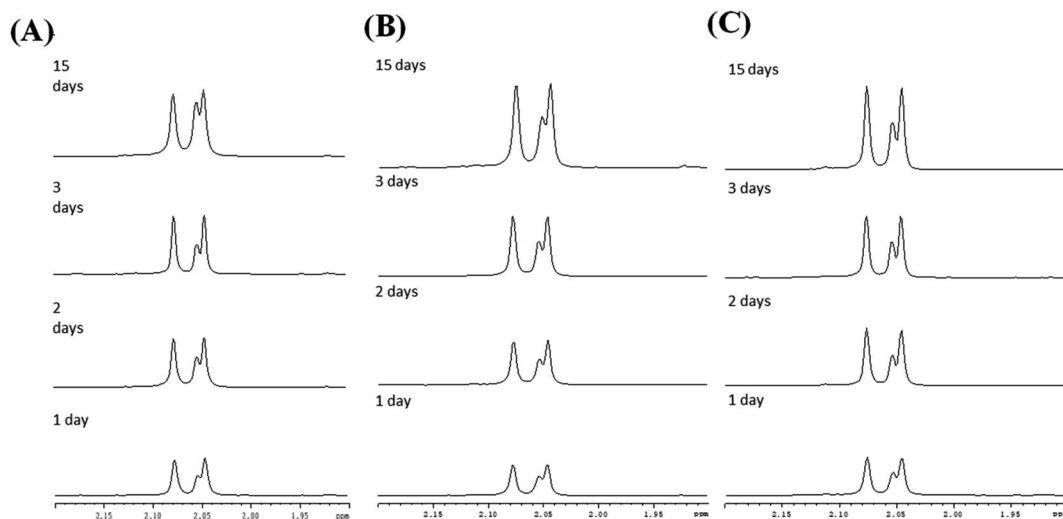 (A)
15
days
3
days
2
days
1 day
2.15 2.10 2.05 2.00 1.95 ppm
(B)
15 days
3 days
2 days
1 day
2.10 2.05 2.00 1.95 ppm
(C)
15 days
3 days
2 days
1 day
2.15 2.10 2.05 2.00 1.95 pp